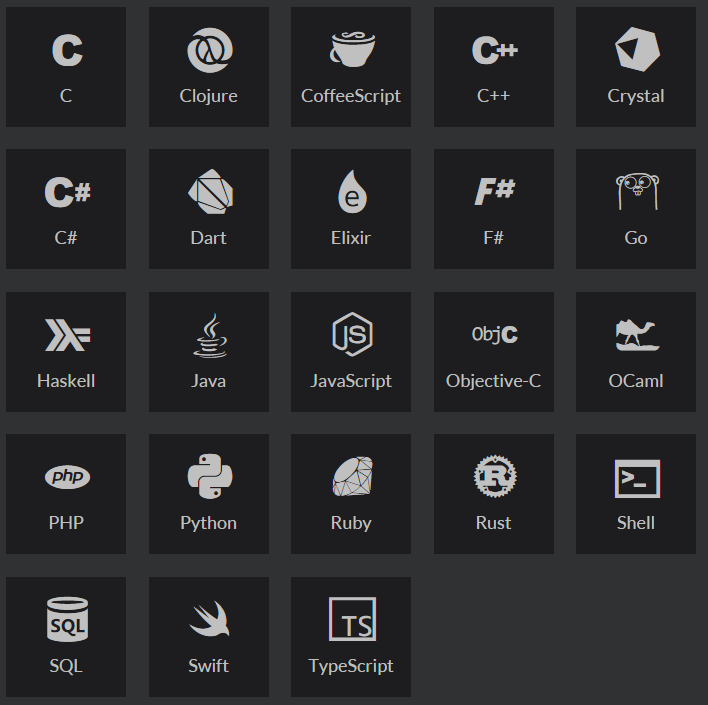 C
C
Clojure
CoffeeScript
C++
C++
Crystal
C#
C#
Dart
e
Elixir
F#
F#
Go
Haskell
Java
JS
JavaScript
ObjC
Objective-C
OCaml
php
PHP
Python
Ruby
R
Rust
>_
Shell
SQL
SQL
Swift
TS
TypeScript